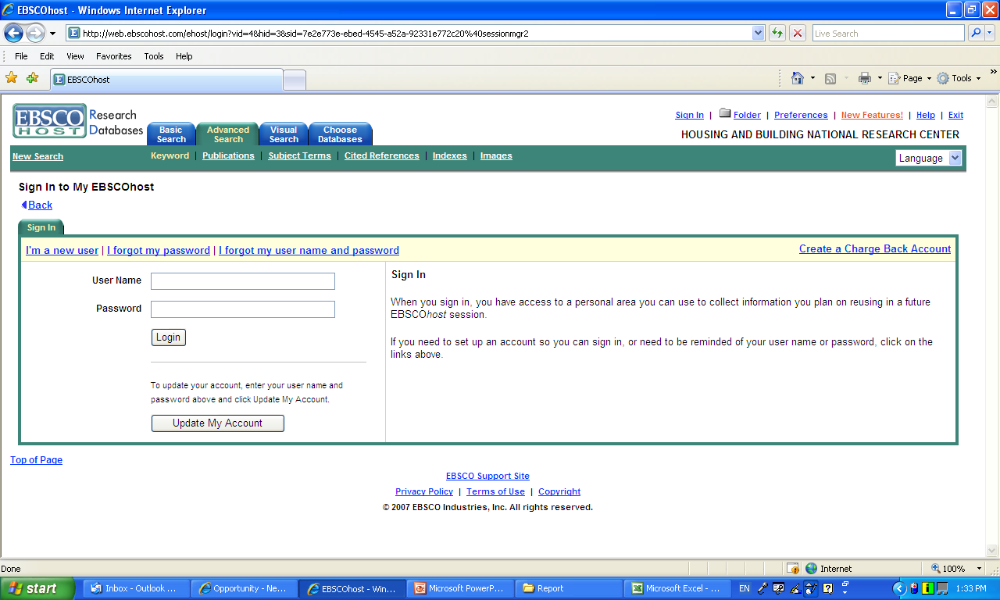 EBSCOhost - Windows Internet Explorer
http://web.ebscohost.com/ehost/login?vid=4&hid=3&sid=7e2e773e-ebed-4545-a52a-92331e772c20%40sessionmgr2
Live Search
File Edit View Favorites Tools Help
EBSCOhost
Page Tools
EBSCO HOST Research Databases
Basic Search
Advanced Search
Visual Search
Choose Databases
Sign In | Folder | Preferences | New Features! | Help | Exit
HOUSING AND BUILDING NATIONAL RESEARCH CENTER
New Search
Keyword | Publications | Subject Terms | Cited References | Indexes | Images
Language
Sign In to My EBSCOhost
Back
Sign In
I'm a new user | I forgot my password | I forgot my user name and password
Create a Charge Back Account
User Name
Password
Login
To update your account, enter your user name and
password above and click Update My Account.
Update My Account
Sign In
When you sign in, you have access to a personal area you can use to collect information you plan on reusing in a future
EBSCOhost session.
If you need to set up an account so you can sign in, or need to be reminded of your user name or password, click on the
links above.
Top of Page
EBSCO Support Site
Privacy Policy | Terms of Use | Copyright
© 2007 EBSCO Industries, Inc. All rights reserved.
Done
Internet
100%
start
Inbox - Outlook ...
Opportunity - Ne...
EBSCOhost - Win...
Microsoft PowerP...
Report
Microsoft Excel - ...
EN
1:33 PM